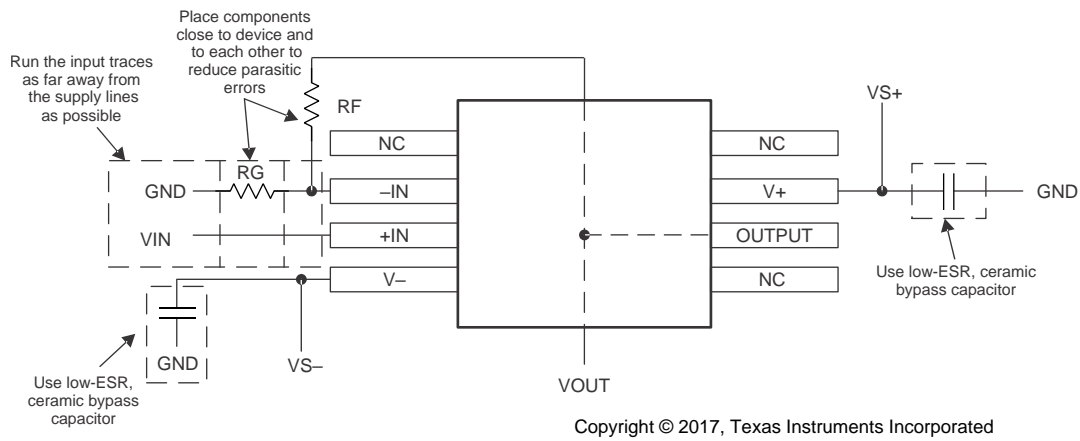 Place components
close to device and
to each other to
reduce parasitic
errors
Run the input traces
as far away from
the supply lines
as possible
RF
VS+
NC
NC
RG
GND
–IN
V+
GND
VIN
+IN
OUTPUT
V–
NC
Use low-ESR, ceramic
bypass capacitor
GND
VS–
VOUT
Use low-ESR,
ceramic bypass
capacitor
Copyright © 2017, Texas Instruments Incorporated